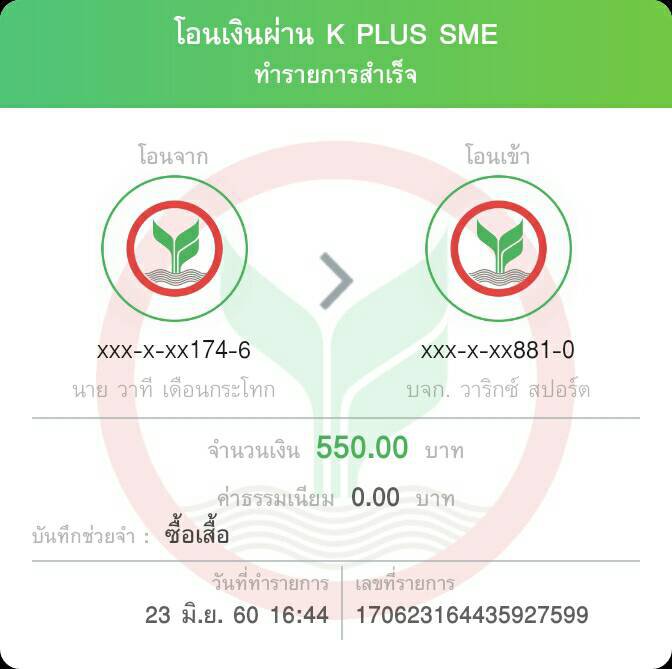 โอนเงินผ่าน K PLUS SME
ทำรายการสำเร็จ
โอนจาก
โอนเข้า
xxx-x-xx174-6
xxx-x-xx881-0
นาย วาที เดือนกระโทก
บจก. วาริกซ์ สปอร์ต
จำนวนเงิน 550.00 บาท
ค่าธรรมเนียม 0.00 บาท
บันทึกช่วยจำ : ซื้อเสื้อ
วันที่ทำรายการ
เลขที่รายการ
23 มิ.ย. 60 16:44
170623164435927599